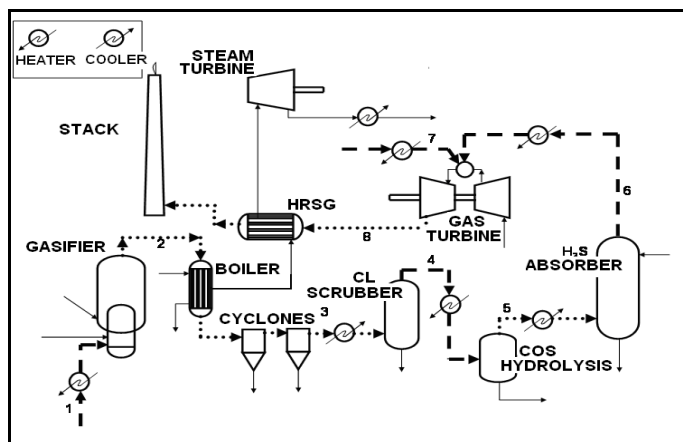 HEATER
COOLER
STEAM
TURBINE
STACK
7
6
HRSG
8
GAS
TURBINE
GASIFIER
2
BOILER
H₂S
ABSORBER
CL
SCRUBBER
4
CYCLONES
3
5
COS
HYDROLYSIS
1